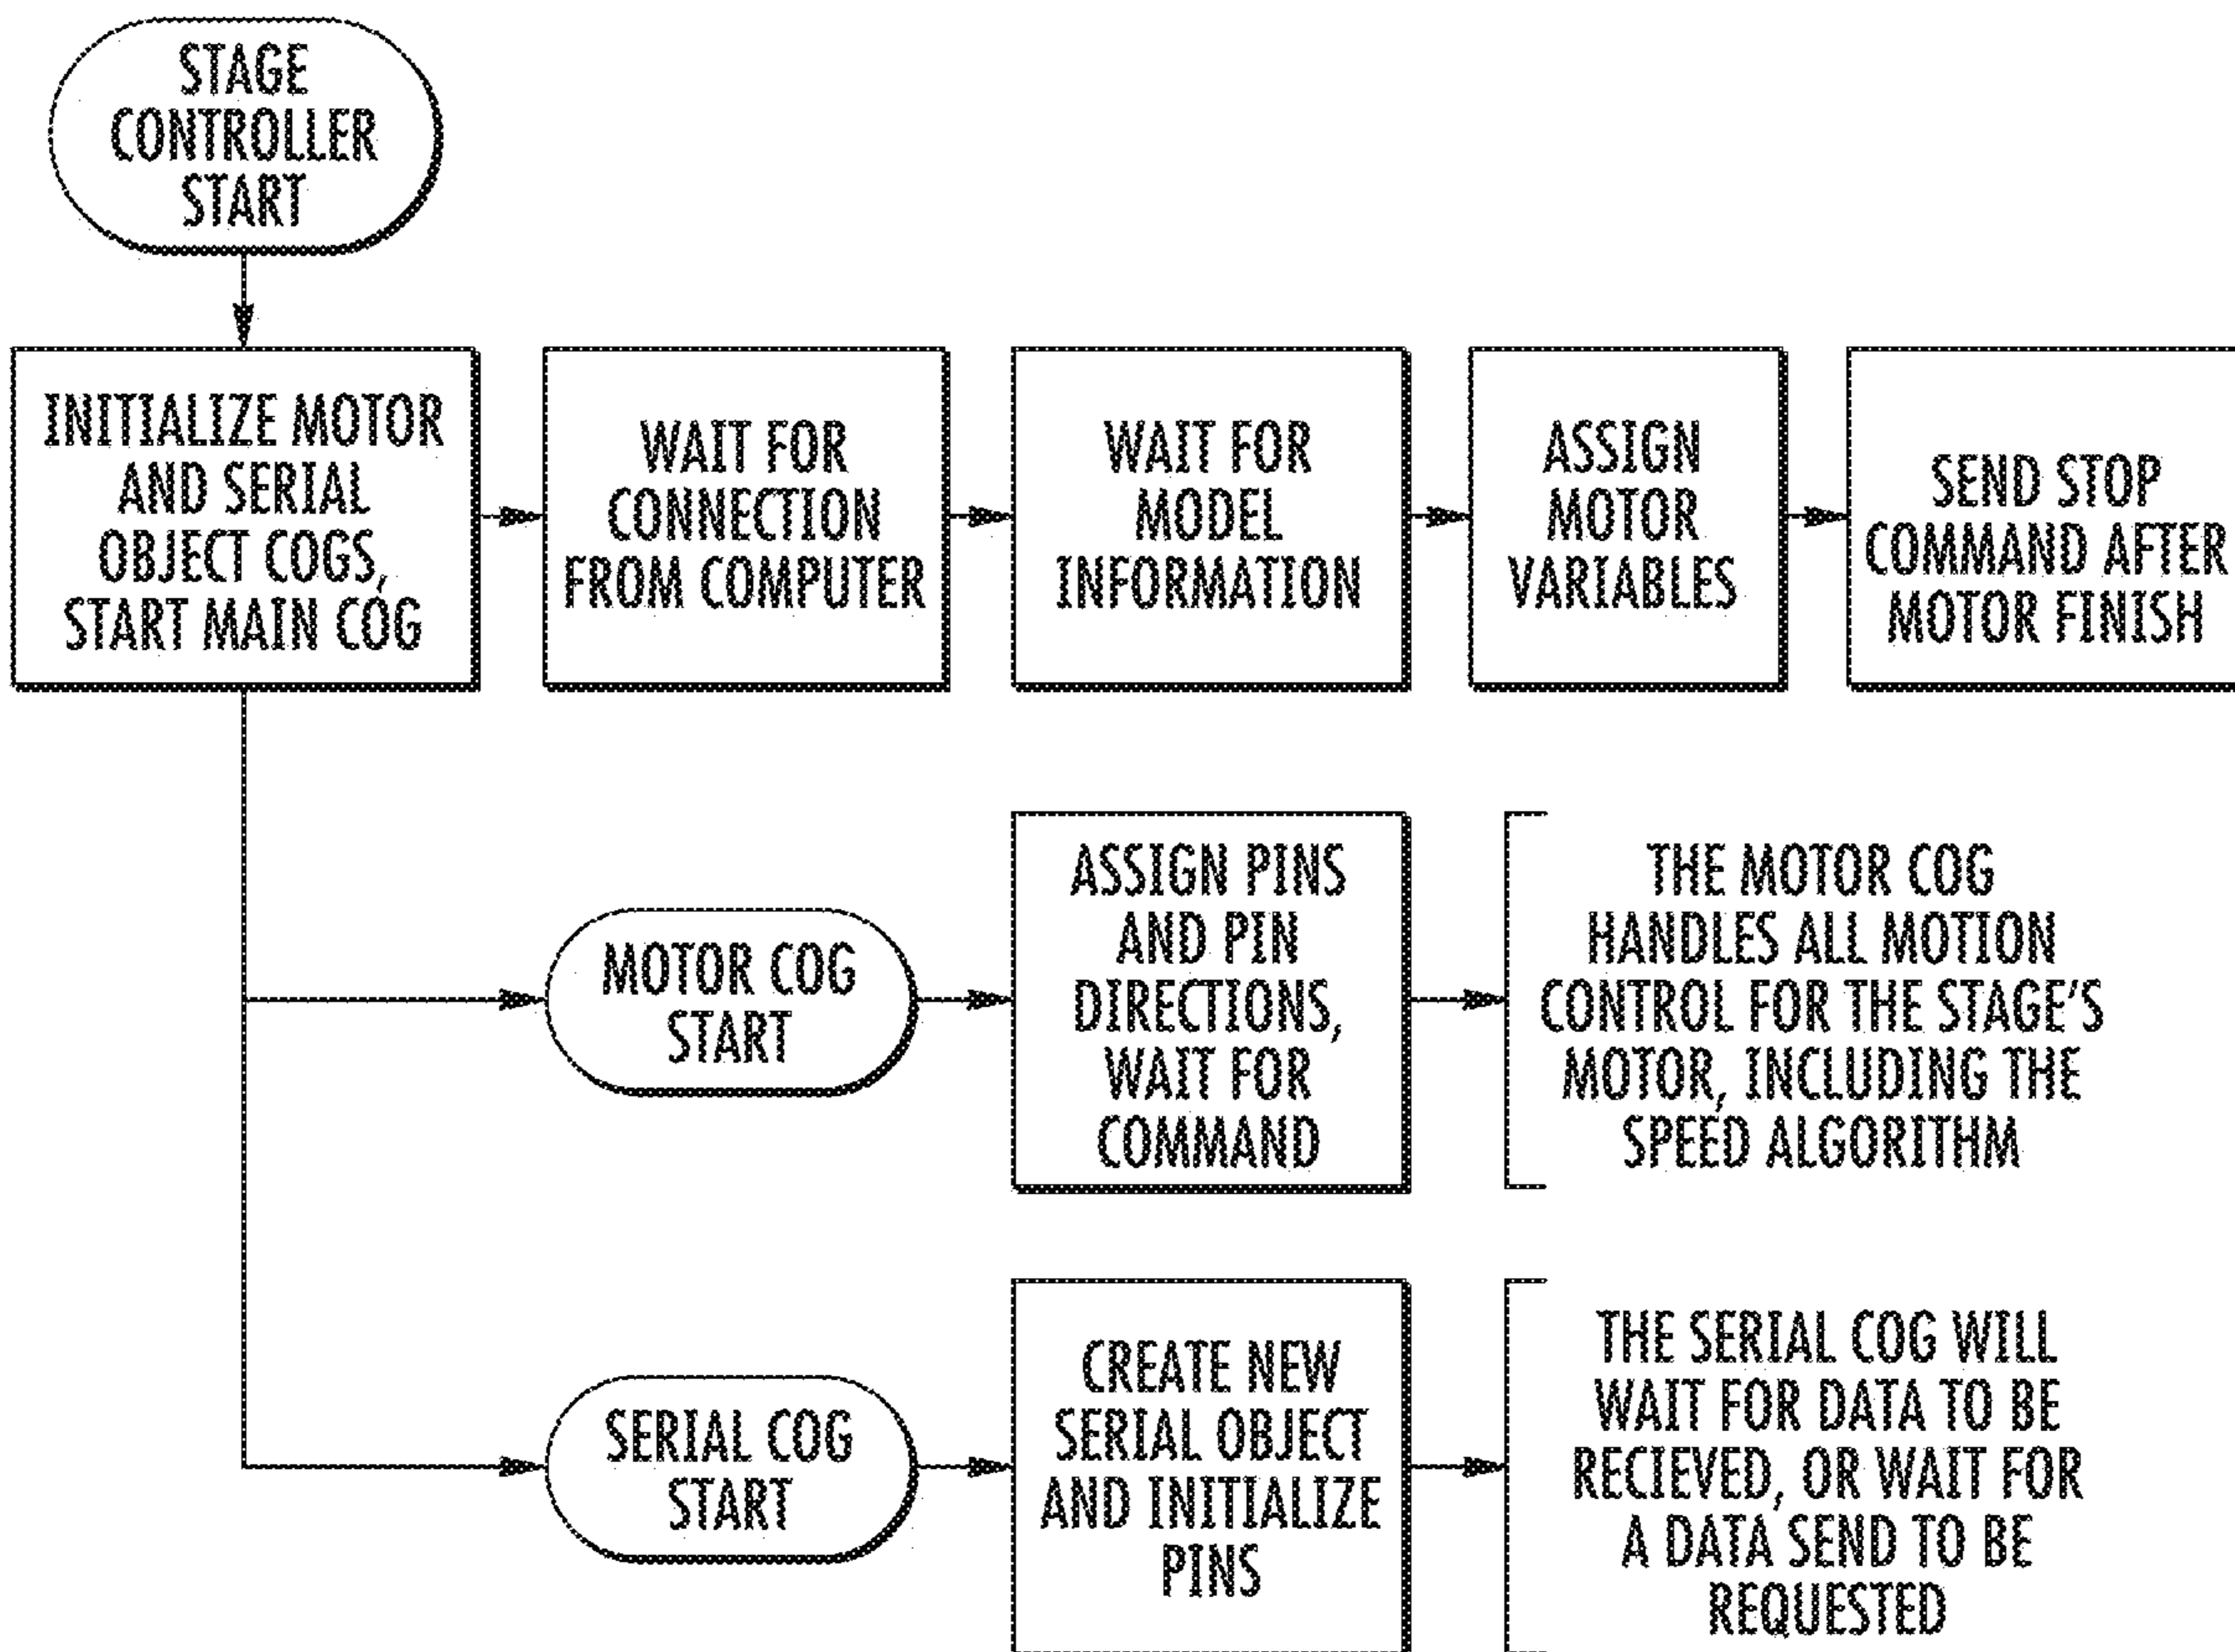 STAGE
CONTROLLER
START
INITIALIZE MOTOR
AND SERIAL
OBJECT COGS,
START MAIN COG
WAIT FOR
CONNECTION
FROM COMPUTER
WAIT FOR
MODEL
INFORMATION
ASSIGN
MOTOR
VARIABLES
SEND STOP
COMMAND AFTER
MOTOR FINISH
MOTOR COG
START
ASSIGN PINS
AND PIN
DIRECTIONS,
WAIT FOR
COMMAND
THE MOTOR COG
HANDLES ALL MOTION
CONTROL FOR THE STAGE'S
MOTOR, INCLUDING THE
SPEED ALGORITHM
SERIAL COG
START
CREATE NEW
SERIAL OBJECT
AND INITIALIZE
PINS
THE SERIAL COG WILL
WAIT FOR DATA TO BE
RECIEVED, OR WAIT FOR
A DATA SEND TO BE
REQUESTED